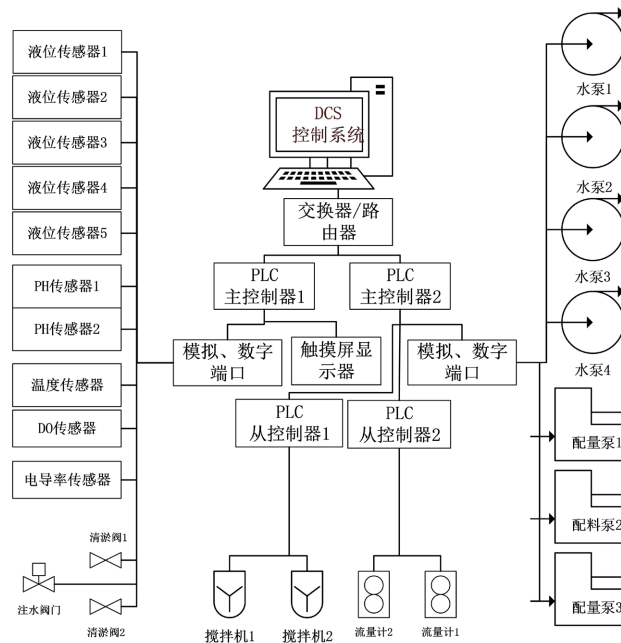 液位传感器1
液位传感器2
液位传感器3
液位传感器4
液位传感器5
PH传感器1
PH传感器2
温度传感器
DO传感器
电导率传感器
清淤阀1
注水阀门
清淤阀2
DCS
控制系统
交换器/路
由器
PLC
主控制器1
PLC
主控制器2
模拟、数字
端口
触摸屏显
示器
模拟、数字
端口
PLC
从控制器1
PLC
从控制器2
搅拌机1
搅拌机2
流量计2
流量计1
水泵1
水泵2
水泵3
水泵4
配量泵1
配料泵2
配量泵3